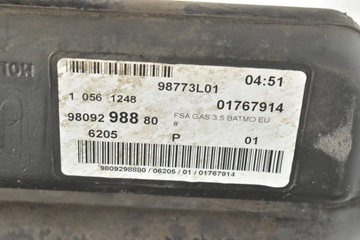 98773L01 04:51
1 056 1248 01767914
98092 988 80 FSA GAS 3.5 BATMO EU
#
6205 P 01
9809298880 / 06205 / 01 / 01767914